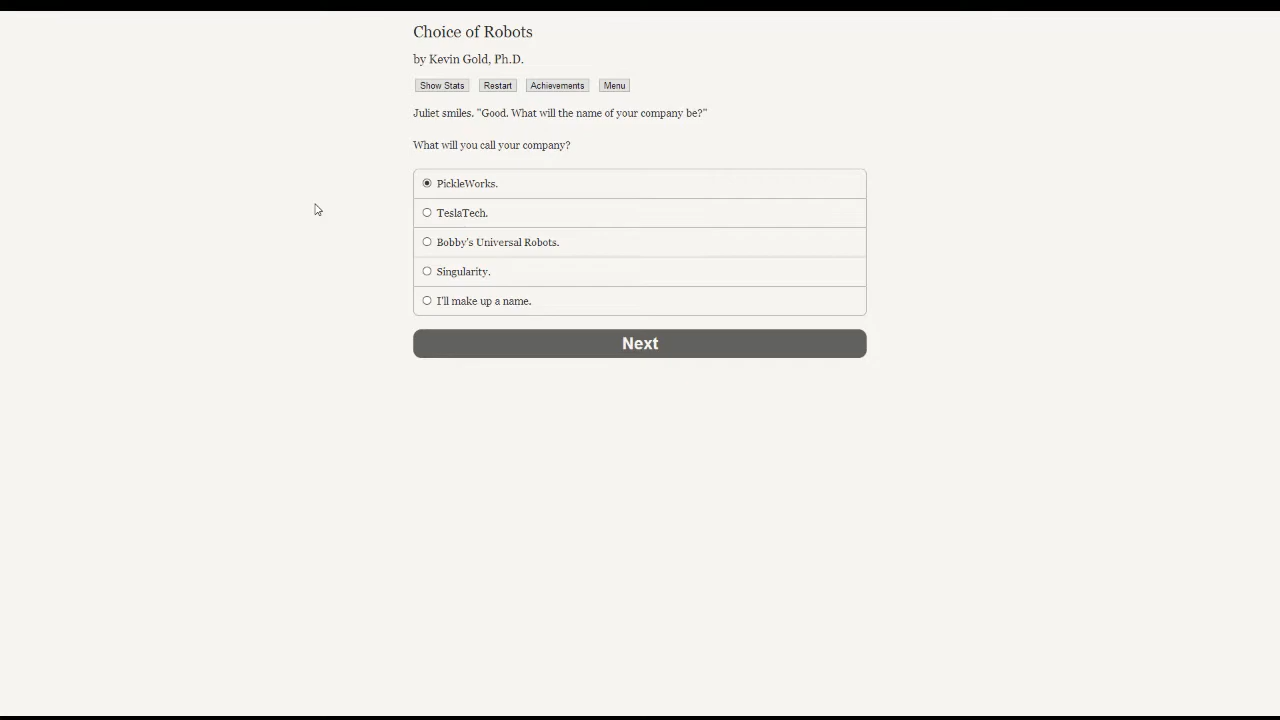 Choice of Robots
by Kevin Gold, Ph.D.
Show Stats Restart Achievements Menu
Juliet smiles. "Good. What will the name of your company be?"
What will you call your company?
PickleWorks.
TeslaTech.
Bobby's Universal Robots.
Singularity.
I'll make up a name.
Next